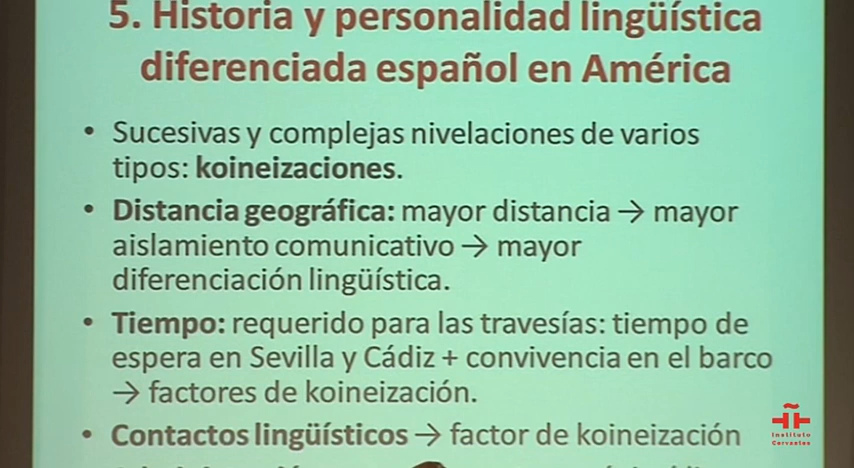 5. Historia y personalidad lingüística
diferenciada español en América
• Sucesivas y complejas nivelaciones de varios
tipos: koineizaciones.
• Distancia geográfica: mayor distancia → mayor
aislamiento comunicativo → mayor
diferenciación lingüística.
• Tiempo: requerido para las travesías: tiempo de
espera en Sevilla y Cádiz + convivencia en el barco
→ factores de koineización.
• Contactos lingüísticos → factor de koineización
Instituto
Cervantes